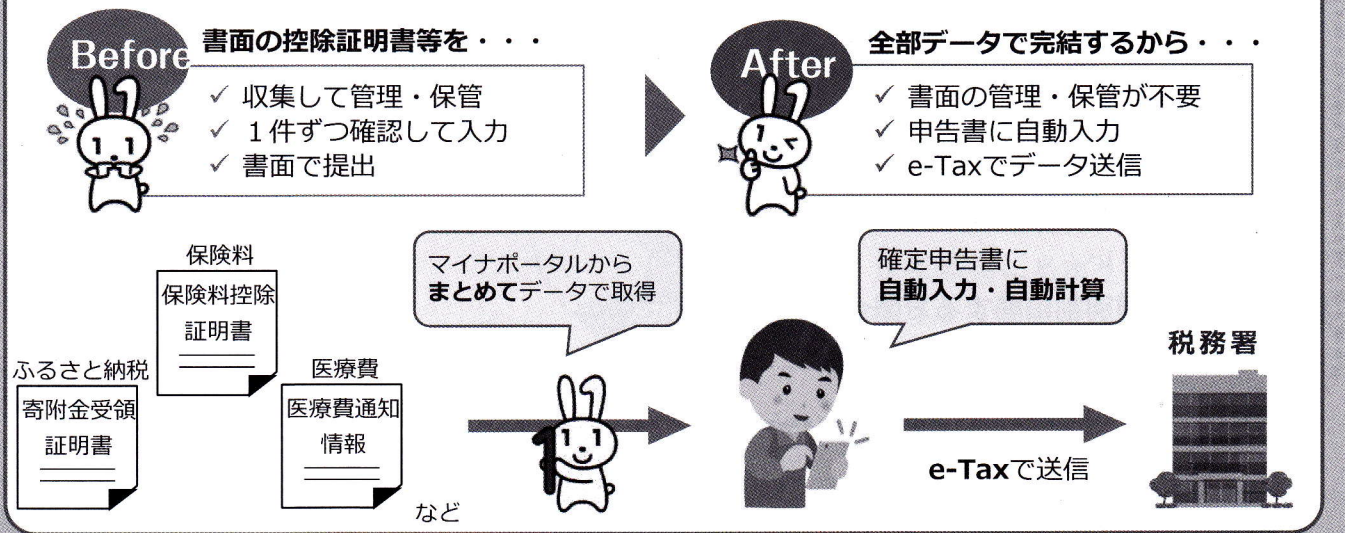 Before
書面の控除証明書等を・・・
✓ 収集して管理・保管
✓ 1件ずつ確認して入力
✓ 書面で提出
After
全部データで完結するから・・・
✓ 書面の管理・保管が不要
✓ 申告書に自動入力
✓ e-Taxでデータ送信
保険料
保険料控除
証明書
ふるさと納税
寄附金受領
証明書
医療費
医療費通知
情報
など
マイナポータルから
まとめてデータで取得
確定申告書に
自動入力・自動計算
e-Taxで送信
税務署